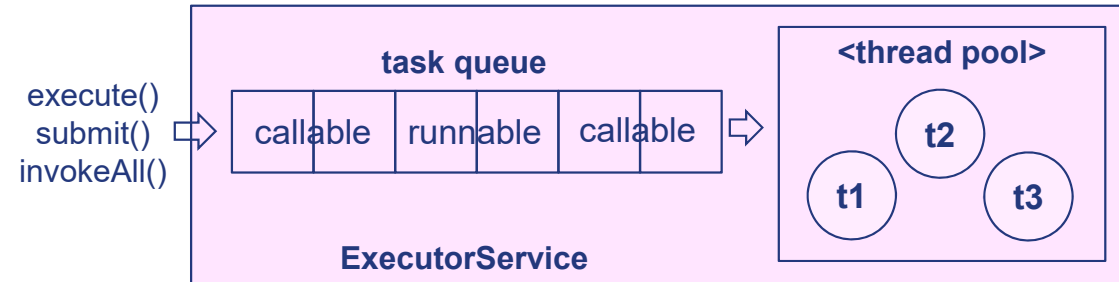 execute()
submit()
invokeAll()
task queue
callable runnable callable
ExecutorService
<thread pool>
t2
t1
t3